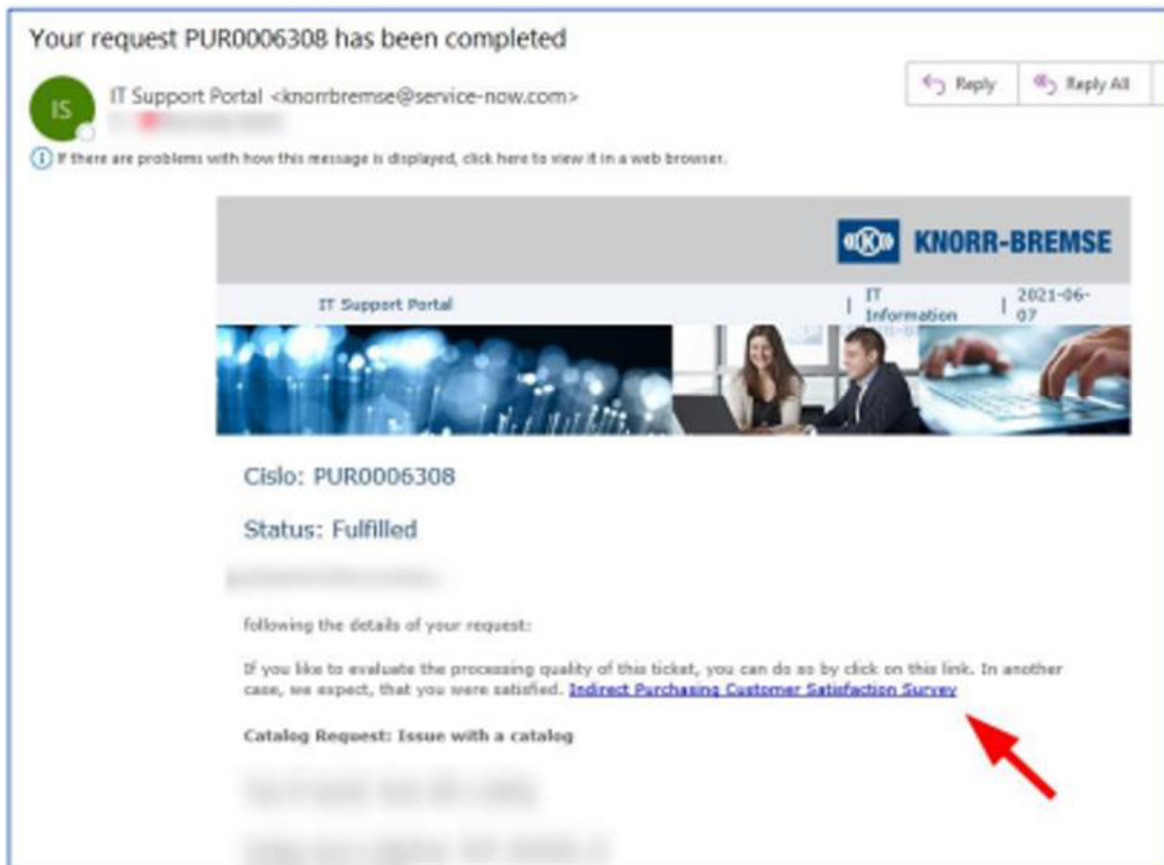 Your request PUR0006308 has been completed
IS
IT Support Portal <knorrbremse@service-now.com>
Reply
Reply All
If there are problems with how this message is displayed, click here to view it in a web browser.
KNORR-BREMSE
IT Support Portal
| IT Information
| 2021-06-07
Cislo: PUR0006308
Status: Fulfilled
following the details of your request:
If you like to evaluate the processing quality of this ticket, you can do so by click on this link. In another
case, we expect, that you were satisfied. Indirect Purchasing Customer Satisfaction Survey
Catalog Request: Issue with a catalog